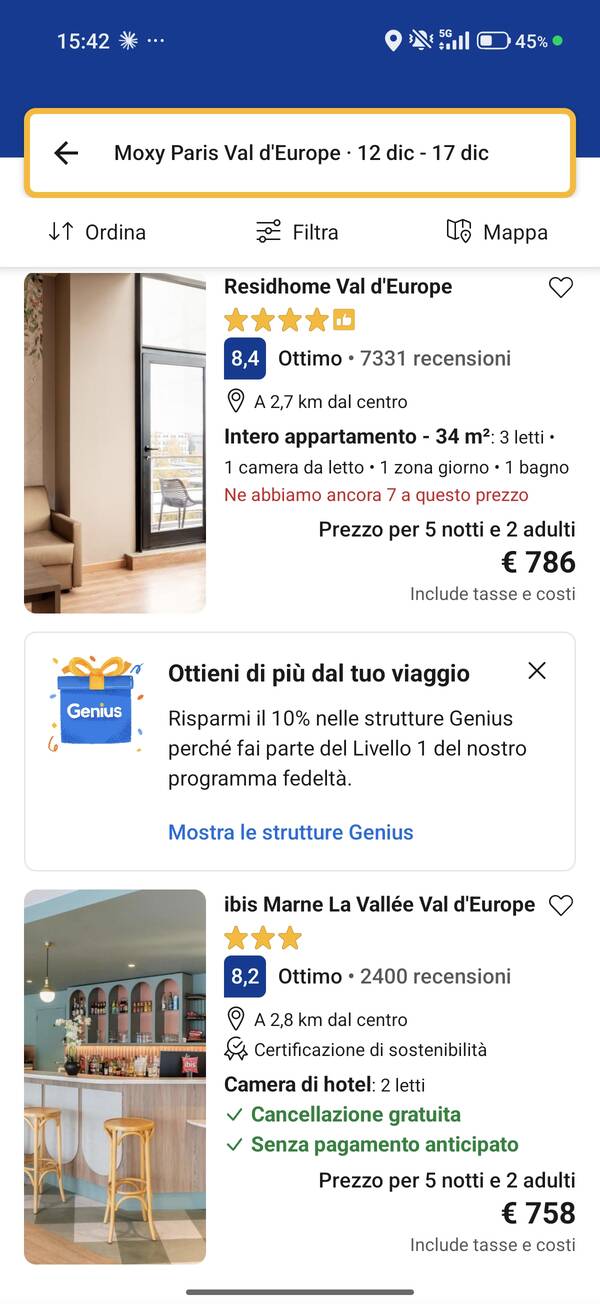 15:42
5G
45%
Moxy Paris Val d'Europe · 12 dic - 17 dic
Ordina
Filtra
Mappa
Residhome Val d'Europe
8,4 Ottimo • 7331 recensioni
A 2,7 km dal centro
Intero appartamento - 34 m²: 3 letti •
1 camera da letto • 1 zona giorno • 1 bagno
Ne abbiamo ancora 7 a questo prezzo
Prezzo per 5 notti e 2 adulti
€ 786
Include tasse e costi
Genius
Ottieni di più dal tuo viaggio
Risparmi il 10% nelle strutture Genius
perché fai parte del Livello 1 del nostro
programma fedeltà.
Mostra le strutture Genius
ibis Marne La Vallée Val d'Europe
8,2 Ottimo • 2400 recensioni
A 2,8 km dal centro
Certificazione di sostenibilità
Camera di hotel: 2 letti
Cancellazione gratuita
Senza pagamento anticipato
ibis
Prezzo per 5 notti e 2 adulti
€ 758
Include tasse e costi